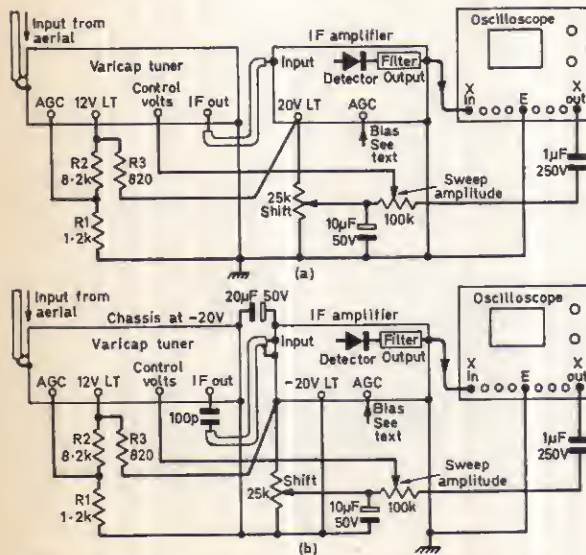 Input from
aerial
Varicap tuner
AGC
12V LT
Control
volts
IF out
IF amplifier
Input
Detector
Filter
Output
20V LT
AGC
Bias
See
text
Oscilloscope
X
in
E
X
out
R2
8·2k
R3
820
R1
1·2k
25k
Shift
10µF
50V
Sweep
amplitude
100k
1µF
250V
(a)
Input from
aerial
Chassis at -20V
Varicap tuner
AGC
12V LT
Control
volts
IF out
100p
20µF 50V
IF amplifier
Input
Detector
Filter
Output
-20V LT
AGC
Bias
See
text
Oscilloscope
X
in
E
X
out
R2
8·2k
R3
820
R1
1·2k
Shift
25k
10µF
50V
Sweep
amplitude
100k
1µF
250V
(b)